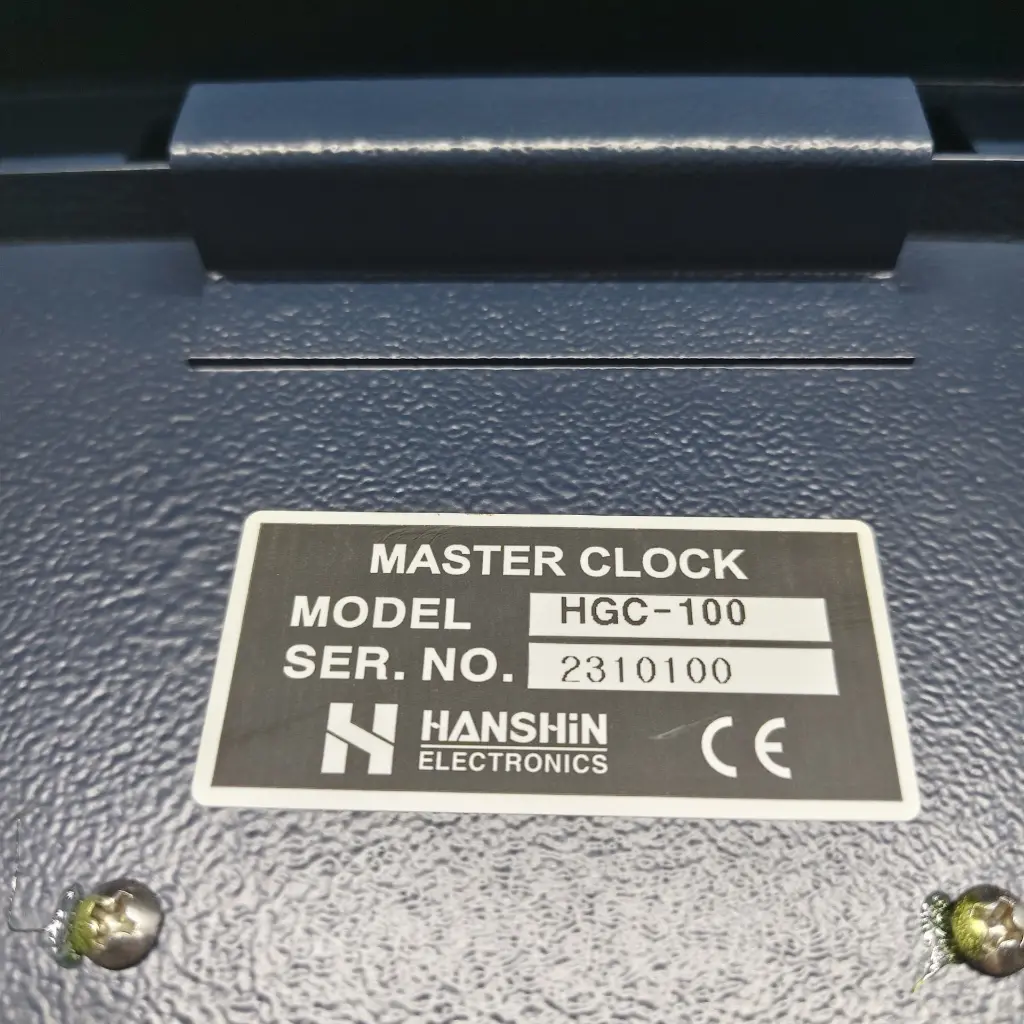 MASTER CLOCK
MODEL HGC-100
SER. NO. 2310100
HANSHiN
ELECTRONICS
CE